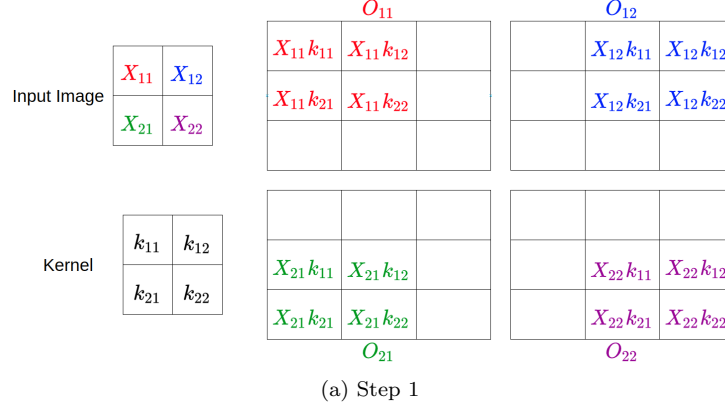 O₁₁ O₁₂
X₁₁k₁₁ X₁₁k₁₂ X₁₂k₁₁ X₁₂k₁₂
X₁₁ X₁₂
Input Image
X₁₁k₂₁ X₁₁k₂₂ X₁₂k₂₁ X₁₂k₂₂
X₂₁ X₂₂
k₁₁ k₁₂
Kernel
X₂₁k₁₁ X₂₁k₁₂ X₂₂k₁₁ X₂₂k₁₂
k₂₁ k₂₂
X₂₁k₂₁ X₂₁k₂₂ X₂₂k₂₁ X₂₂k₂₂
O₂₁ O₂₂
(a) Step 1